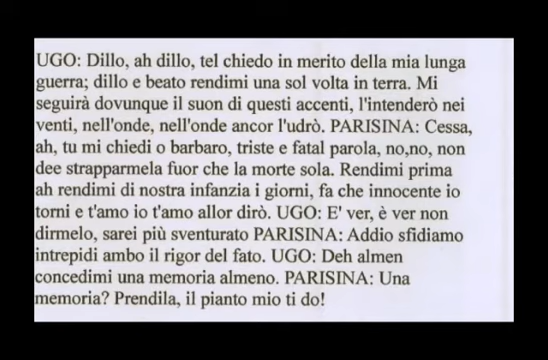 UGO: Dillo, ah dillo, tel chiedo in merito della mia lunga
guerra; dillo e beato rendimi una sol volta in terra. Mi
seguirà dovunque il suon di questi accenti, l'intenderò nei
venti, nell'onde, nell'onde ancor l'udrò. PARISINA: Cessa,
ah, tu mi chiedi o barbaro, triste e fatal parola, no,no, non
dee strapparmela fuor che la morte sola. Rendimi prima
ah rendimi di nostra infanzia i giorni, fa che innocente io
torni e t'amo io t'amo allor dirò. UGO: E' ver, è ver non
dirmelo, sarei più sventurato PARISINA: Addio sfidiamo
intrepidi ambo il rigor del fato. UGO: Deh almen
concedimi una memoria almeno. PARISINA: Una
memoria? Prendila, il pianto mio ti do!